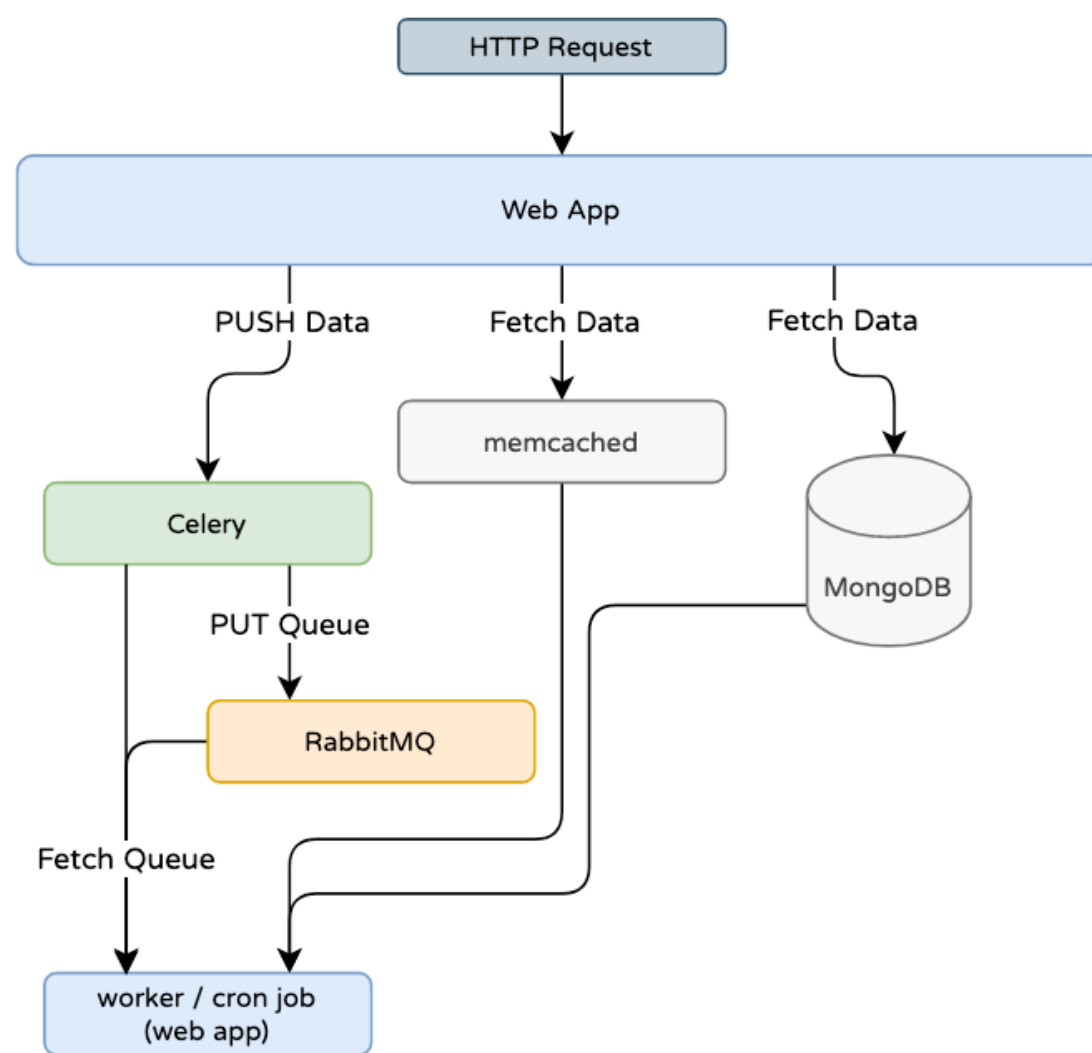 HTTP Request
Web App
PUSH Data
Fetch Data
Fetch Data
memcached
Celery
MongoDB
PUT Queue
RabbitMQ
Fetch Queue
worker / cron job
(web app)